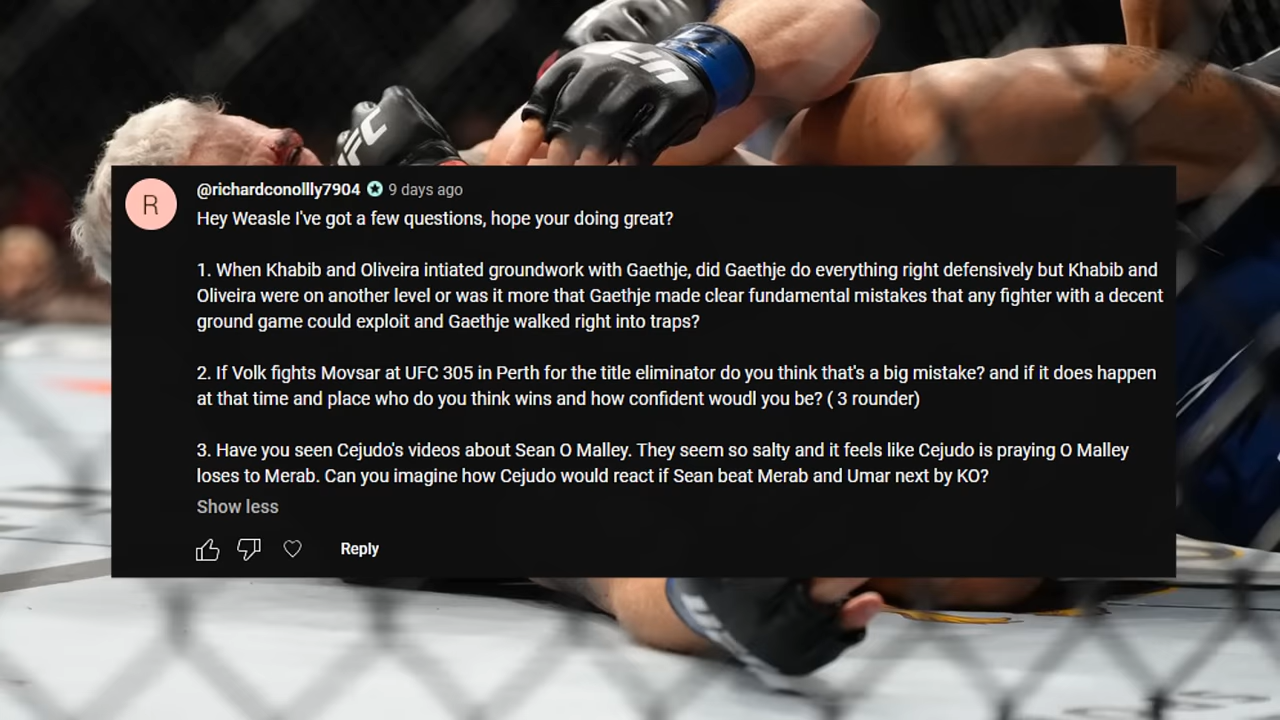 UFC
UFC
R
@richardconollly7904 9 days ago
Hey Weasle I've got a few questions, hope your doing great?
1. When Khabib and Oliveira intiated groundwork with Gaethje, did Gaethje do everything right defensively but Khabib and
Oliveira were on another level or was it more that Gaethje made clear fundamental mistakes that any fighter with a decent
ground game could exploit and Gaethje walked right into traps?
2. If Volk fights Movsar at UFC 305 in Perth for the title eliminator do you think that's a big mistake? and if it does happen
at that time and place who do you think wins and how confident woudl you be? ( 3 rounder)
3. Have you seen Cejudo's videos about Sean O Malley. They seem so salty and it feels like Cejudo is praying O Malley
loses to Merab. Can you imagine how Cejudo would react if Sean beat Merab and Umar next by KO?
Show less
Reply